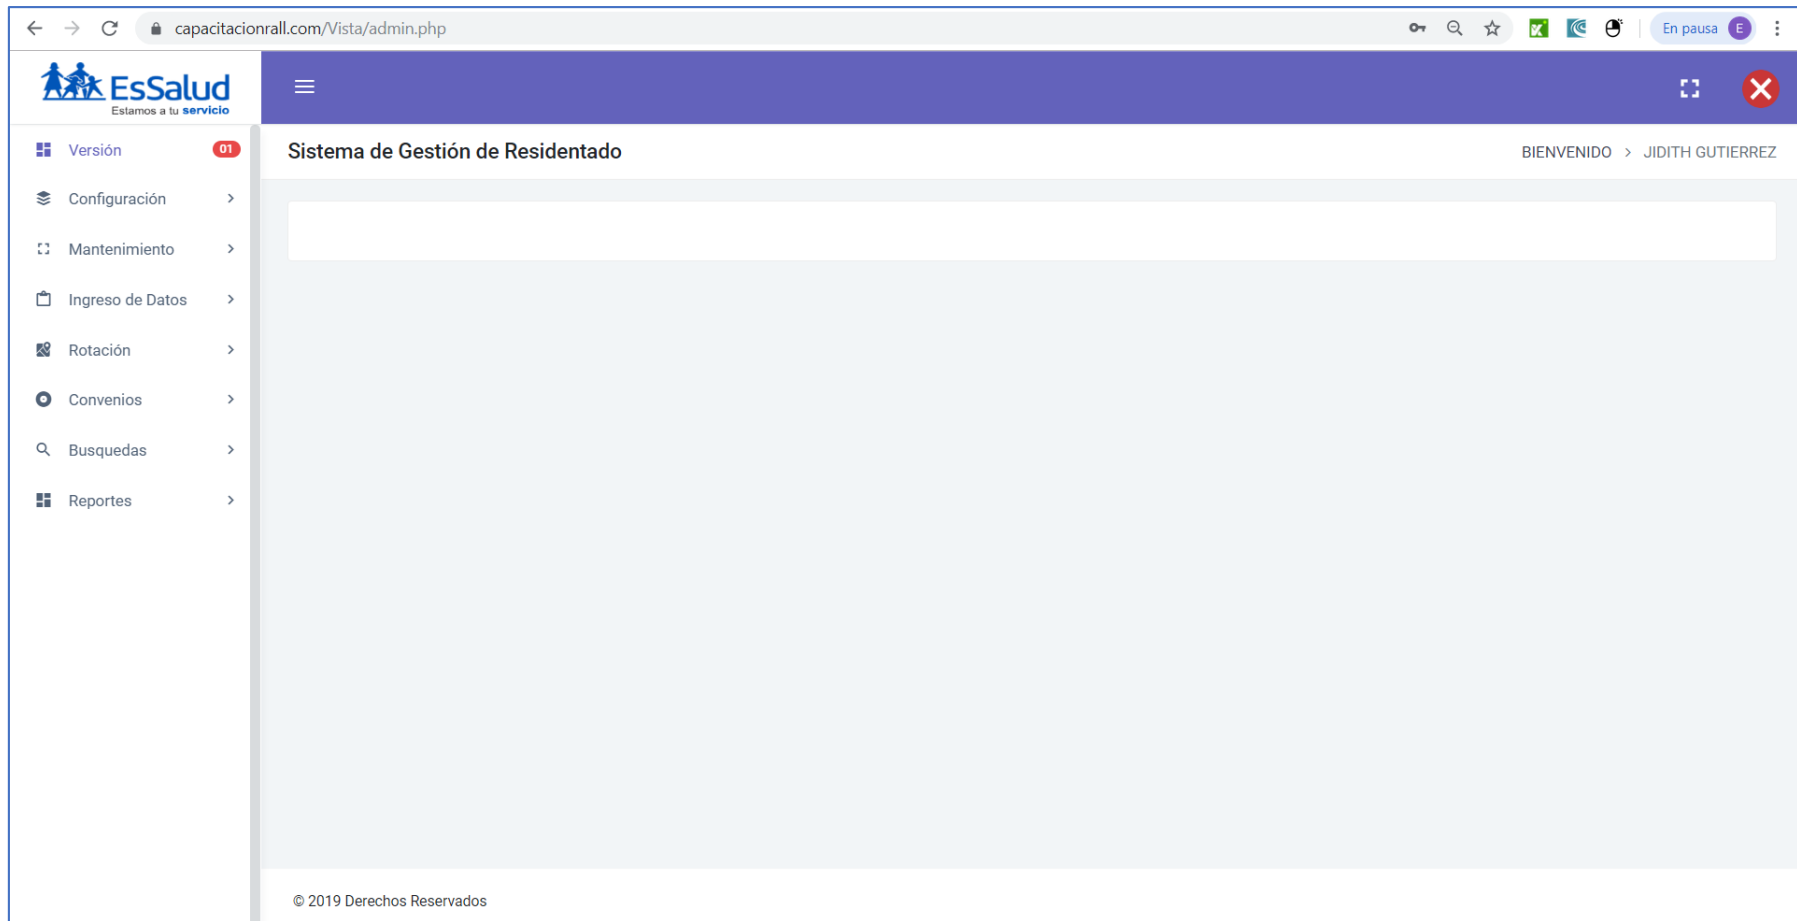 capacitacionrall.com/Vista/admin.php
En pausa E
EsSalud
Estamos a tu servicio
Versión 01
Configuración
Mantenimiento
Ingreso de Datos
Rotación
Convenios
Busquedas
Reportes
Sistema de Gestión de Residentado
BIENVENIDO > JIDITH GUTIERREZ
© 2019 Derechos Reservados